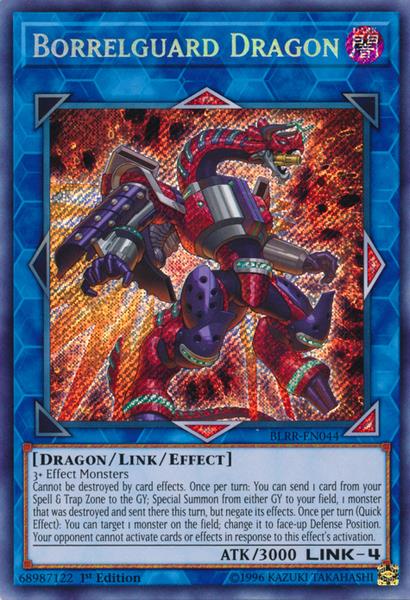 BORRELGUARD DRAGON
闇
BLRR-EN044
[DRAGON/LINK/EFFECT]
3+ Effect Monsters
Cannot be destroyed by card effects. Once per turn: You can send 1 card from your
Spell & Trap Zone to the GY; Special Summon from either GY to your field, 1 monster
that was destroyed and sent there this turn, but negate its effects. Once per turn (Quick
Effect): You can target 1 monster on the field; change it to face-up Defense Position.
Your opponent cannot activate cards or effects in response to this effect's activation.
ATK/3000 LINK-4
68987122 1st Edition ©1996 KAZUKI TAKAHASHI